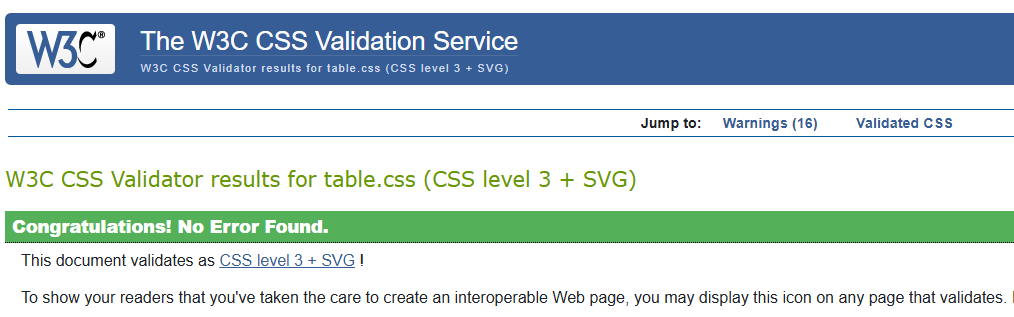 W3C®
The W3C CSS Validation Service
W3C CSS Validator results for table.css (CSS level 3 + SVG)
Jump to: Warnings (16) Validated CSS
W3C CSS Validator results for table.css (CSS level 3 + SVG)
Congratulations! No Error Found.
This document validates as CSS level 3 + SVG !
To show your readers that you've taken the care to create an interoperable Web page, you may display this icon on any page that validates.